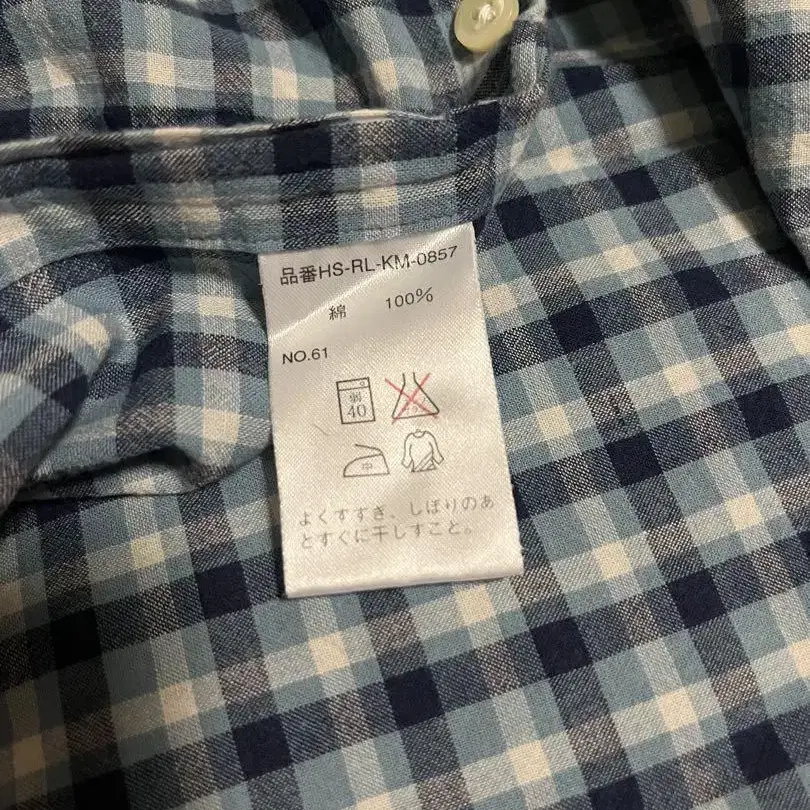 品番HS-RL-KM-0857
綿 100%
NO.61
弱
40
中
よくすすぎ、しぼりのあ
とすぐに干しすこと。